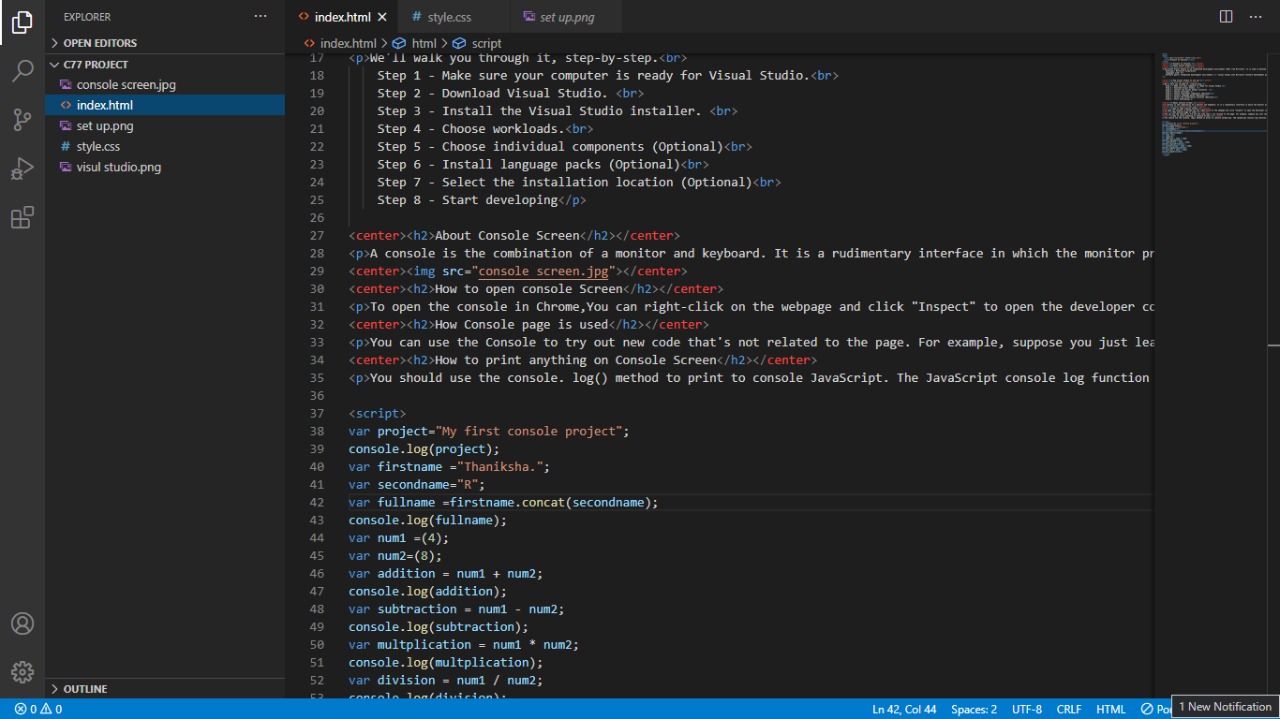 EXPLORER
···
OPEN EDITORS
C77 PROJECT
console screen.jpg
index.html
set up.png
# style.css
visul studio.png
OUTLINE
index.html
# style.css
set up.png
index.html > html > script
17 <p>We'll walk you through it, step-by-step.<br>
18 Step 1 - Make sure your computer is ready for Visual Studio.<br>
19 Step 2 - Download Visual Studio. <br>
20 Step 3 - Install the Visual Studio installer. <br>
21 Step 4 - Choose workloads.<br>
22 Step 5 - Choose individual components (Optional)<br>
23 Step 6 - Install language packs (Optional)<br>
24 Step 7 - Select the installation location (Optional)<br>
25 Step 8 - Start developing</p>
26
27 <center><h2>About Console Screen</h2></center>
28 <p>A console is the combination of a monitor and keyboard. It is a rudimentary interface in which the monitor pr
29 <center><img src="console screen.jpg"></center>
30 <center><h2>How to open console Screen</h2></center>
31 <p>To open the console in Chrome,You can right-click on the webpage and click "Inspect" to open the developer co
32 <center><h2>How Console page is used</h2></center>
33 <p>You can use the Console to try out new code that's not related to the page. For example, suppose you just lea
34 <center><h2>How to print anything on Console Screen</h2></center>
35 <p>You should use the console. log() method to print to console JavaScript. The JavaScript console log function
36
37 <script>
38 var project="My first console project";
39 console.log(project);
40 var firstname ="Thaniksha.";
41 var secondname="R";
42 var fullname =firstname.concat(secondname);
43 console.log(fullname);
44 var num1 =(4);
45 var num2=(8);
46 var addition = num1 + num2;
47 console.log(addition);
48 var subtraction = num1 - num2;
49 console.log(subtraction);
50 var multplication = num1 * num2;
51 console.log(multplication);
52 var division = num1 / num2;
53 console.log(division);
0 0 Ln 42, Col 44 Spaces: 2 UTF-8 CRLF HTML Po
1 New Notification